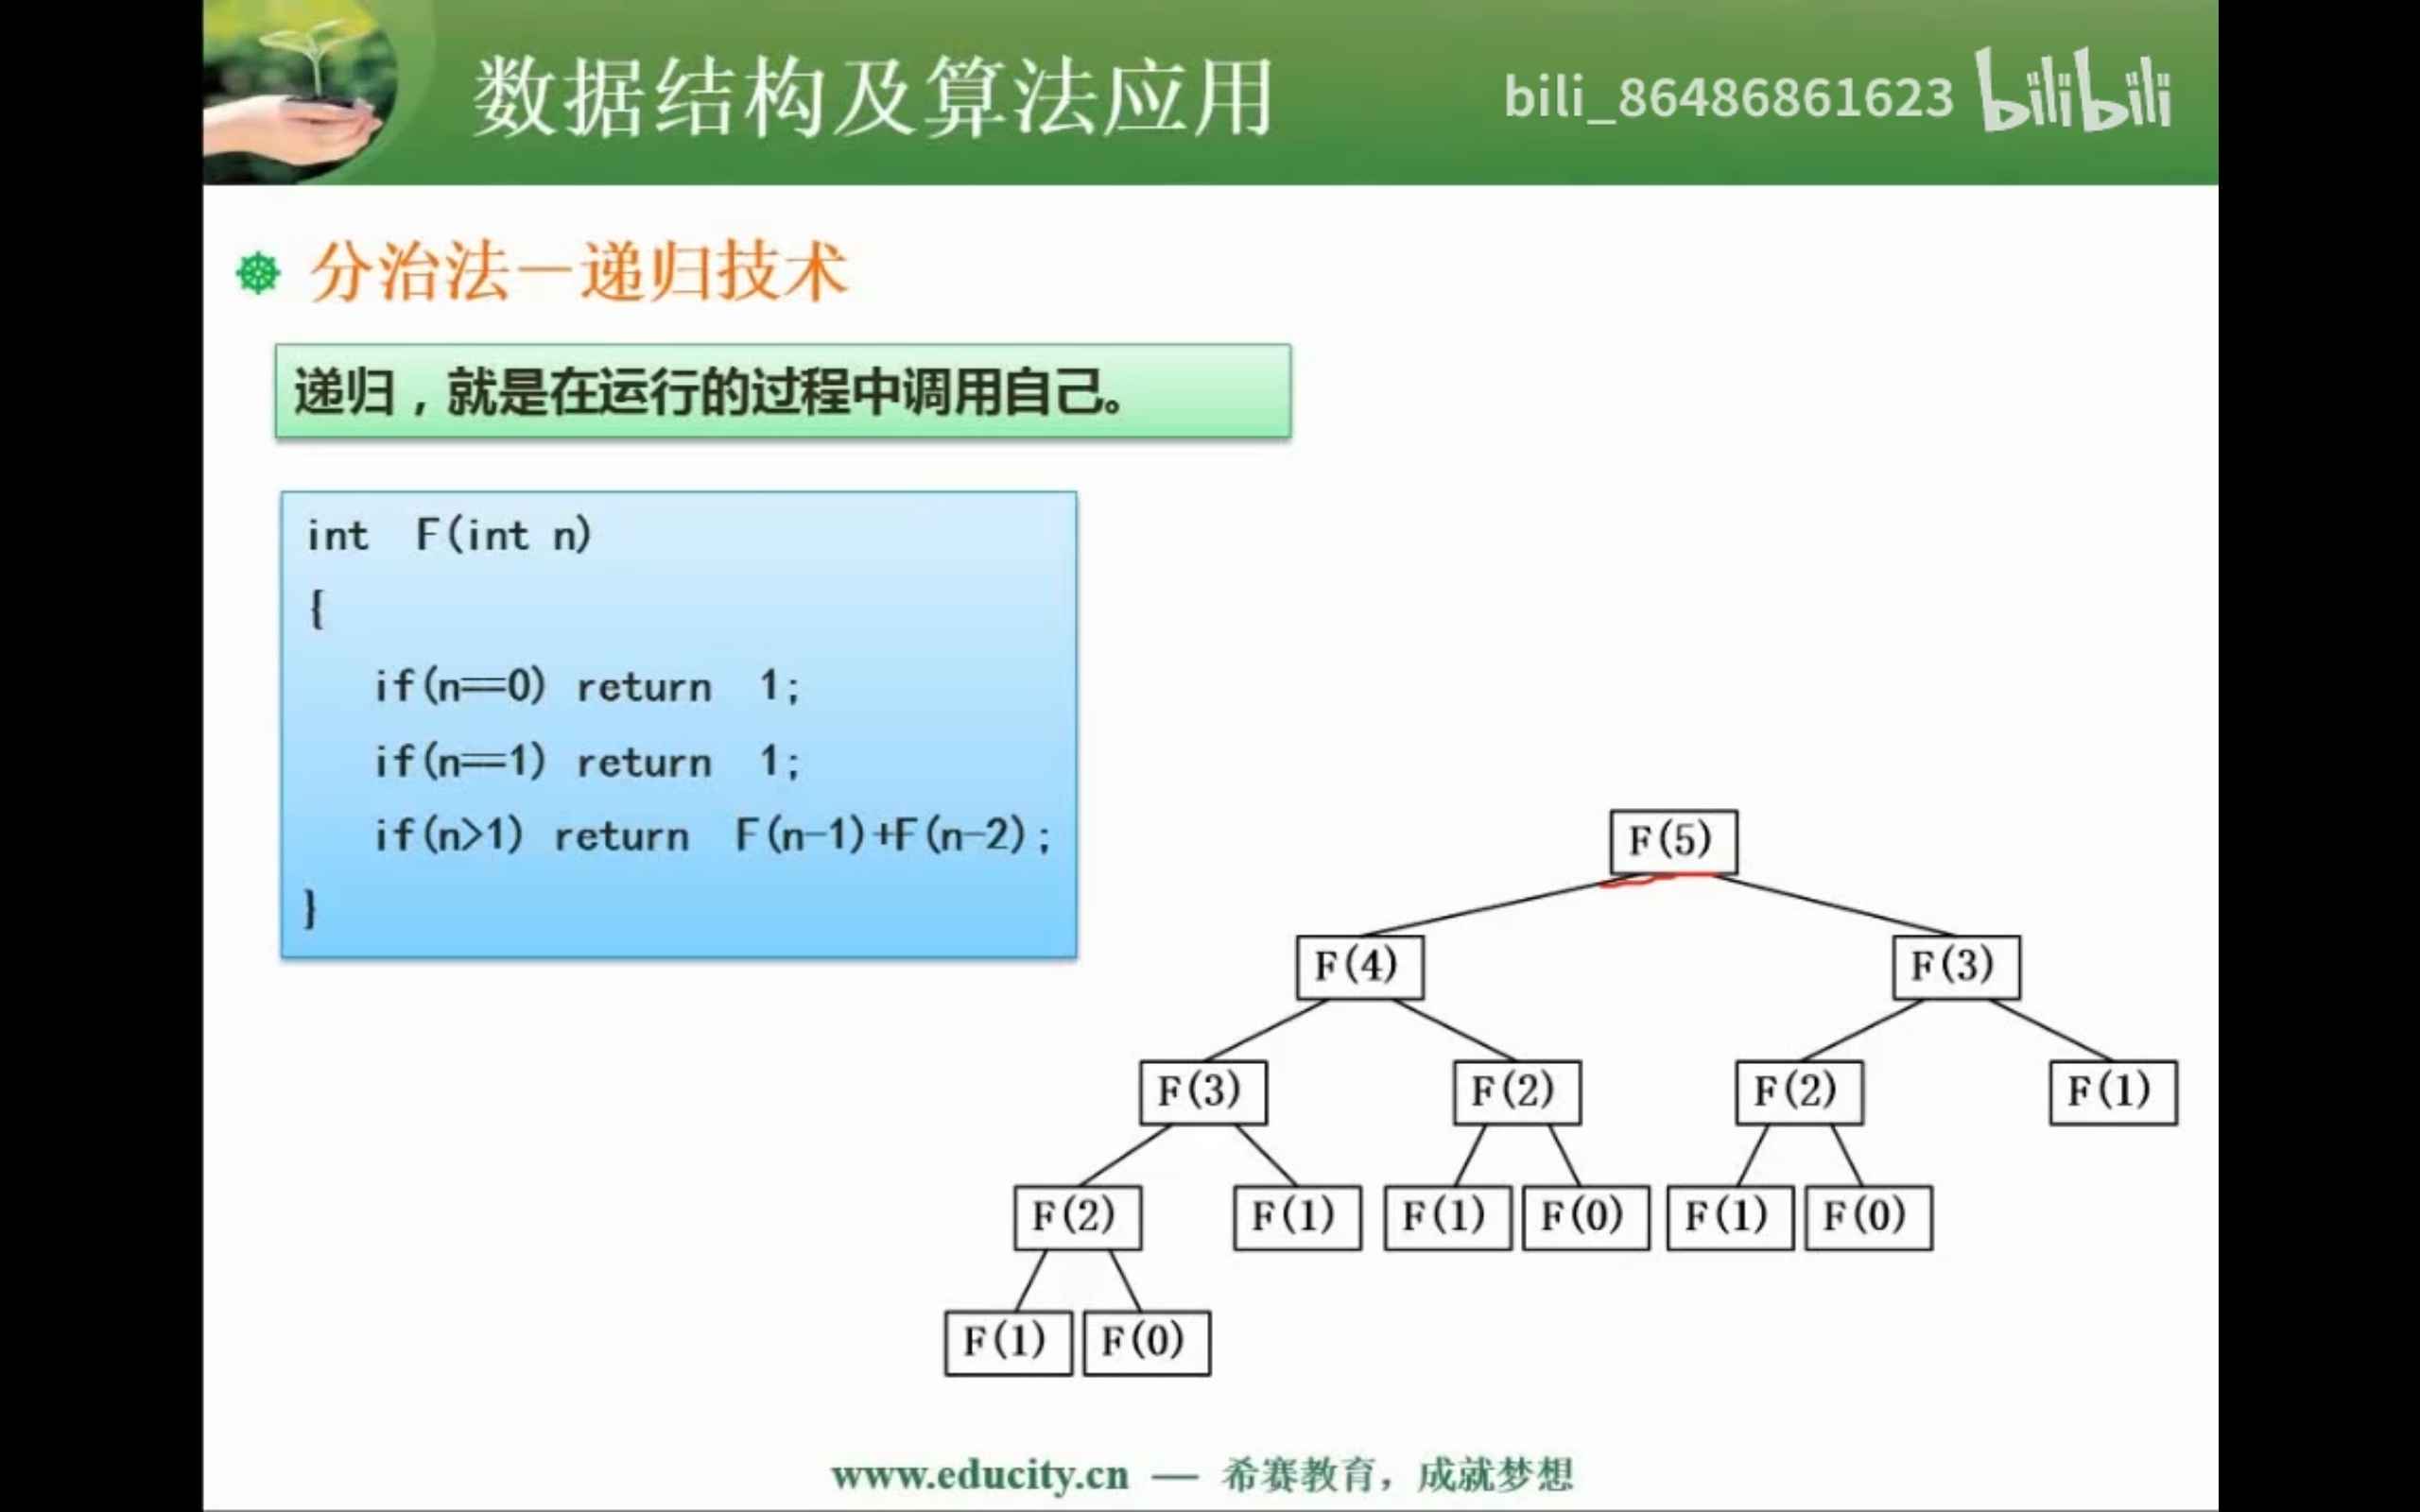 数据结构及算法应用
bili_86486861623 bilibili
分治法－递归技术
递归，就是在运行的过程中调用自己。
int F(int n)
{
if(n==0) return 1;
if(n==1) return 1;
if(n>1) return F(n-1)+F(n-2);
}
F(5)
F(4) F(3)
F(3) F(2) F(2) F(1)
F(2) F(1) F(1) F(0) F(1) F(0)
F(1) F(0)
www.educity.cn — 希赛教育，成就梦想